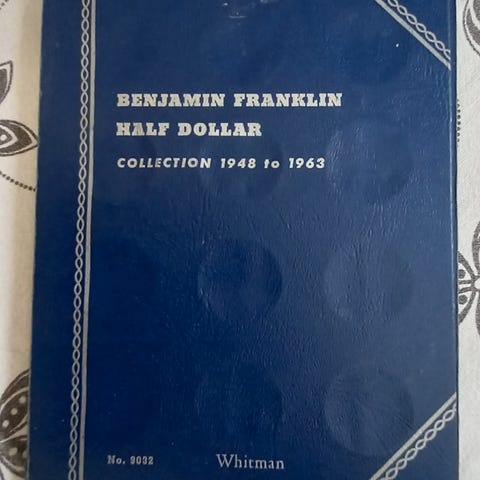 BENJAMIN FRANKLIN
HALF DOLLAR
COLLECTION 1948 to 1963
No. 9032
Whitman